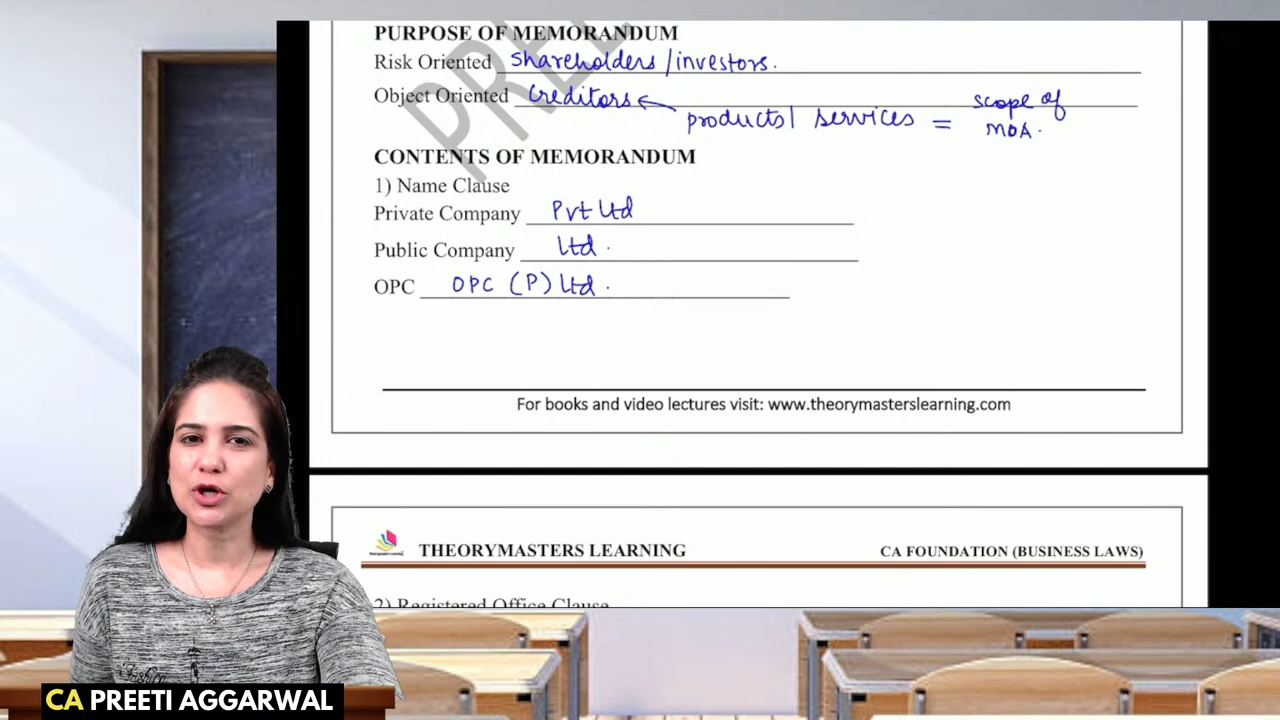 PURPOSE OF MEMORANDUM
Risk Oriented shareholders/investors.
Object Oriented creditors
products/ services = scope of MOA.
CONTENTS OF MEMORANDUM
1) Name Clause
Private Company Pvt Ltd
Public Company Ltd.
OPC OPC (P) Ltd.
For books and video lectures visit: www.theorymasterslearning.com
THEORYMASTERS LEARNING
CA FOUNDATION (BUSINESS LAWS)
2) Registered Office Clause
CA PREETI AGGARWAL